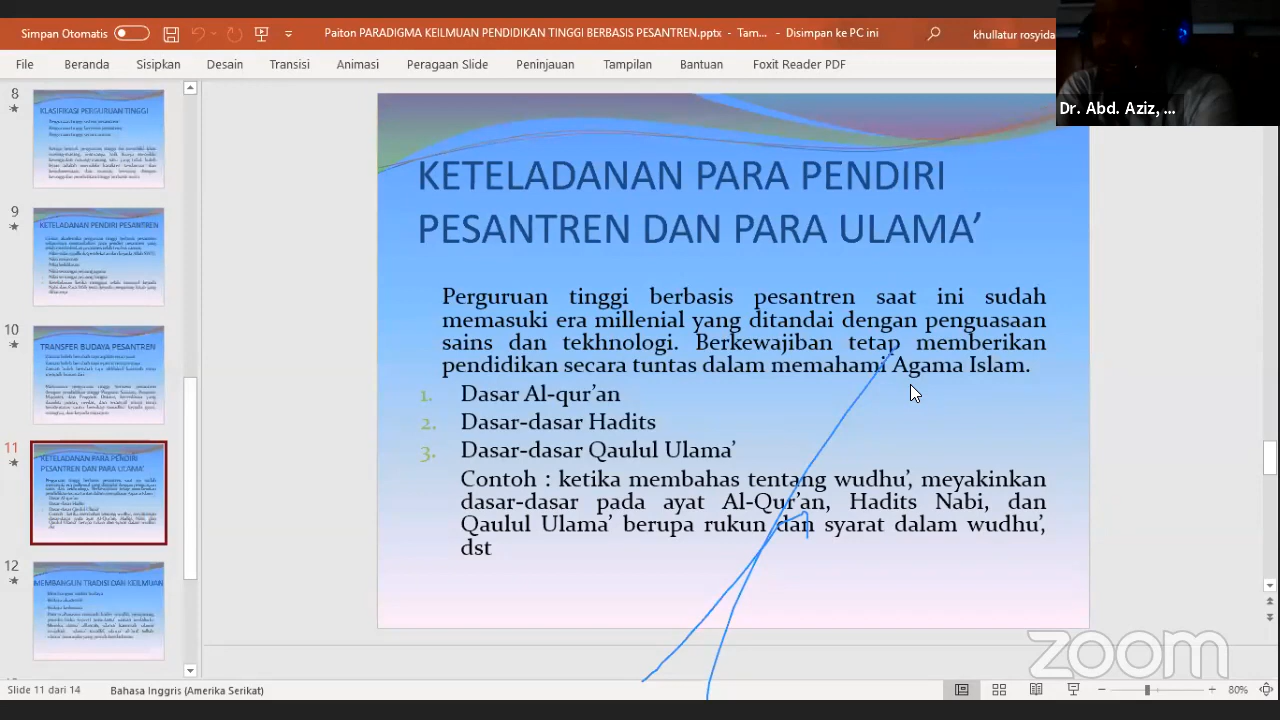 Simpan Otomatis
Paiton PARADIGMA KEILMUAN PENDIDIKAN TINGGI BERBASIS PESANTREN.pptx - Tam... - Disimpan ke PC ini
khullatur rosyida
File Beranda Sisipkan Desain Transisi Animasi Peragaan Slide Peninjauan Tampilan Bantuan Foxit Reader PDF
Dr. Abd. Aziz, ...
8
KLASIFIKASI PERGURUAN TINGGI
9
KETELADANAN PENDIRI PESANTREN
10
TRANSFER BUDAYA PESANTREN
11
KETELADANAN PARA PENDIRI
PESANTREN DAN PARA ULAMA'
12
MEMBANGUN TRADISI DAN KEILMUAN
KETELADANAN PARA PENDIRI
PESANTREN DAN PARA ULAMA’
Perguruan tinggi berbasis pesantren saat ini sudah
memasuki era millenial yang ditandai dengan penguasaan
sains dan tekhnologi. Berkewajiban tetap memberikan
pendidikan secara tuntas dalam memahami Agama Islam.
1. Dasar Al-qur’an
2. Dasar-dasar Hadits
3. Dasar-dasar Qaulul Ulama’
Contoh : ketika membahas tentang wudhu’, meyakinkan
dasar-dasar pada ayat Al-Qur’an, Hadits Nabi, dan
Qaulul Ulama’ berupa rukun dan syarat dalam wudhu’,
dst
zoom
Slide 11 dari 14 Bahasa Inggris (Amerika Serikat) 80%